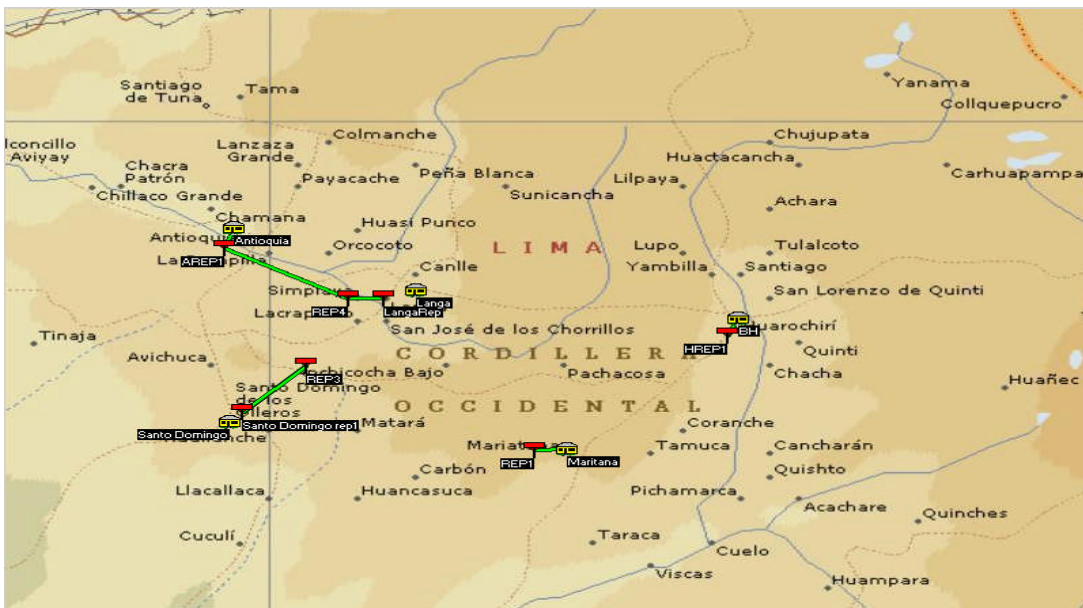 Yanama
Santiago
de Tuna
Tama
Collquepucro
Colmanche
Chujupata
lconcillo
Aviyay
Lanzaza
Grande
Huactacancha
Chacra
Patrón
Payacache
Peña Blanca
Lilpaya
Carhuapampa
Chillaco Grande
Sunicancha
Chamana
Achara
Huasi Punco
Antioquia
Antioquia
Orcocoto
LIMA
Lupo
Tulalcoto
AREP1
Canlle
Yambilla
Santiago
REP4
LangaRep
Langa
San Lorenzo de Quinti
San José de los Chorrillos
BH
Huarochirí
Tinaja
HREP1
Quinti
Avichuca
CORDILLERA
REP3
Pachacosa
Chacha
Huañec
Santo Domingo
de los
Olleros
OCCIDENTAL
Santo Domingo
Santo Domingo rep1
Matará
Coranche
REP1
Maritana
Tamuca
Cancharán
Carbón
Quishto
Llacallaca
Huancasuca
Pichamarca
Acachare
Quinches
Cuculí
Taraca
Cuelo
Viscas
Huampara